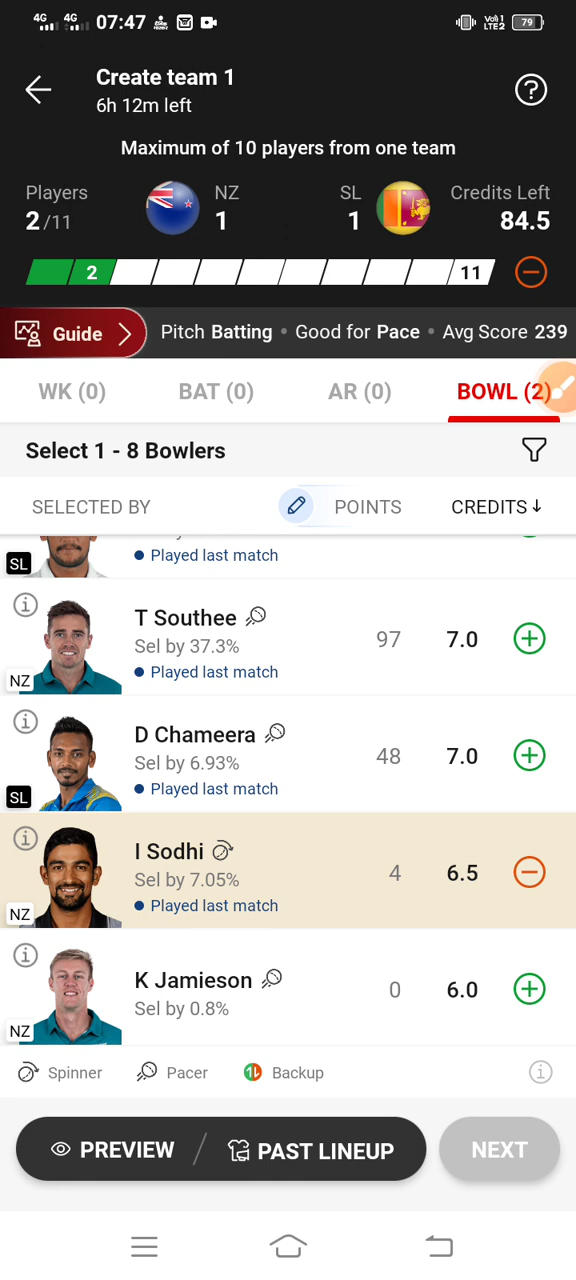 4G 4G 07:47 Vo)) 1 LTE2 79
Create team 1
6h 12m left
Maximum of 10 players from one team
Players NZ SL Credits Left
2/11 1 1 84.5
2 11
Guide Pitch Batting • Good for Pace • Avg Score 239
WK (0) BAT (0) AR (0) BOWL (2)
Select 1 - 8 Bowlers
SELECTED BY POINTS CREDITS↓
SL • Played last match
T Southee
Sel by 37.3% 97 7.0
NZ • Played last match
D Chameera
Sel by 6.93% 48 7.0
SL • Played last match
I Sodhi
Sel by 7.05% 4 6.5
NZ • Played last match
K Jamieson
Sel by 0.8% 0 6.0
NZ
Spinner Pacer Backup
PREVIEW / PAST LINEUP NEXT